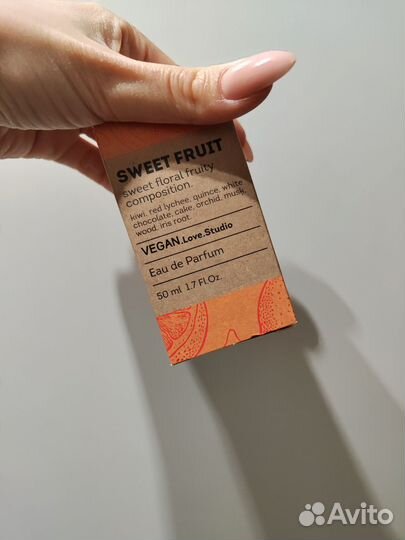 SWEET FRUIT
sweet floral fruity
composition.
kiwi, red lychee, quince, white
chocolate, cake, orchid, musk,
wood, iris root.
VEGAN.Love.Studio
Eau de Parfum
50 ml 1.7 Fl.Oz.
Avito